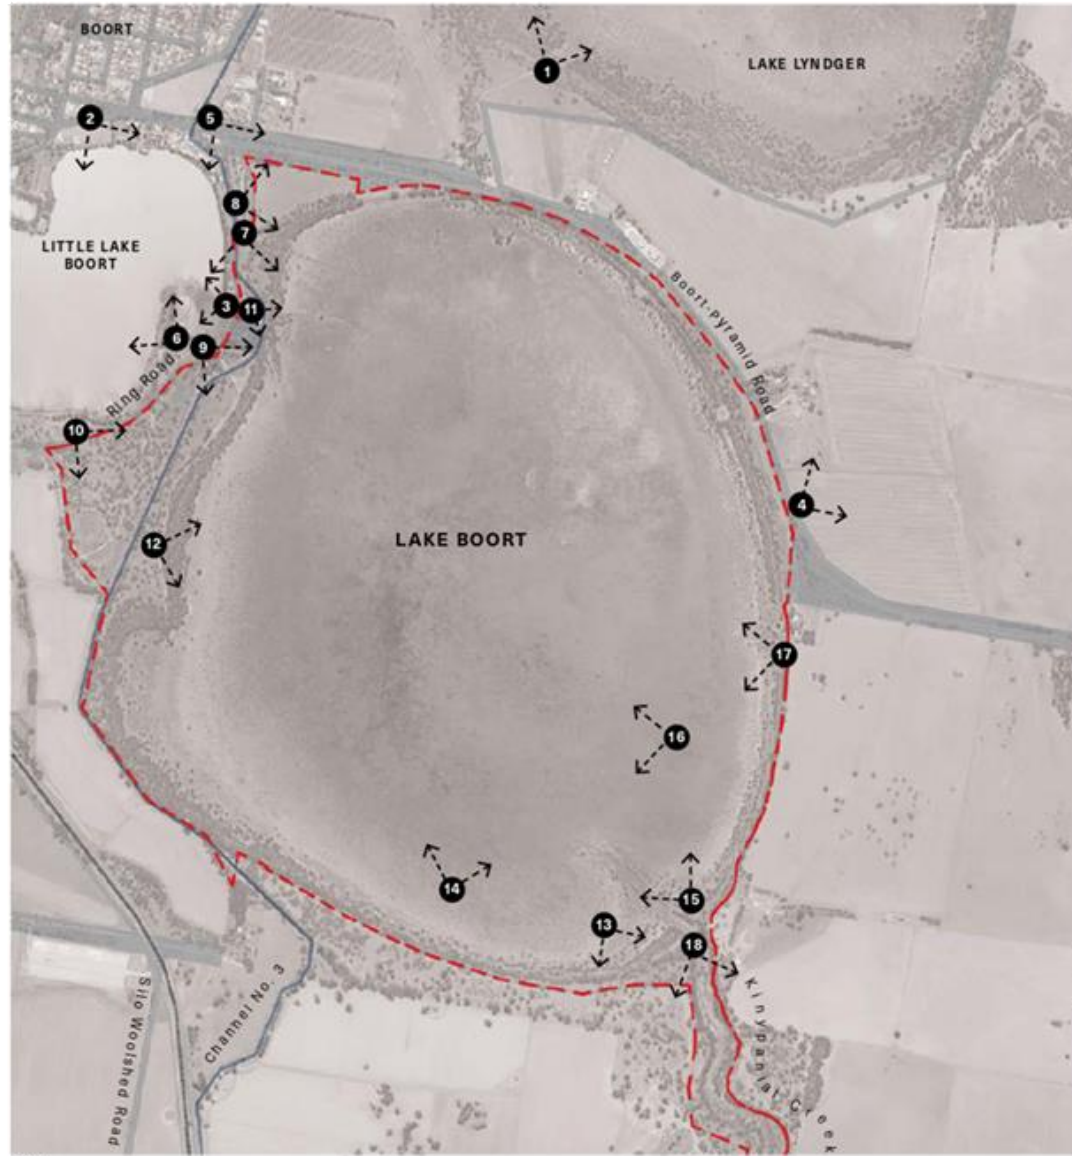 BOORT
1
LAKE LYNDGER
2
5
8
7
LITTLE LAKE
BOORT
3
11
6
9
Ring Road
Boort-pyramid Road
10
4
12
LAKE BOORT
17
16
14
15
13
18
Kinypanial Creek
Channel No. 3
Silo Woolshed Road